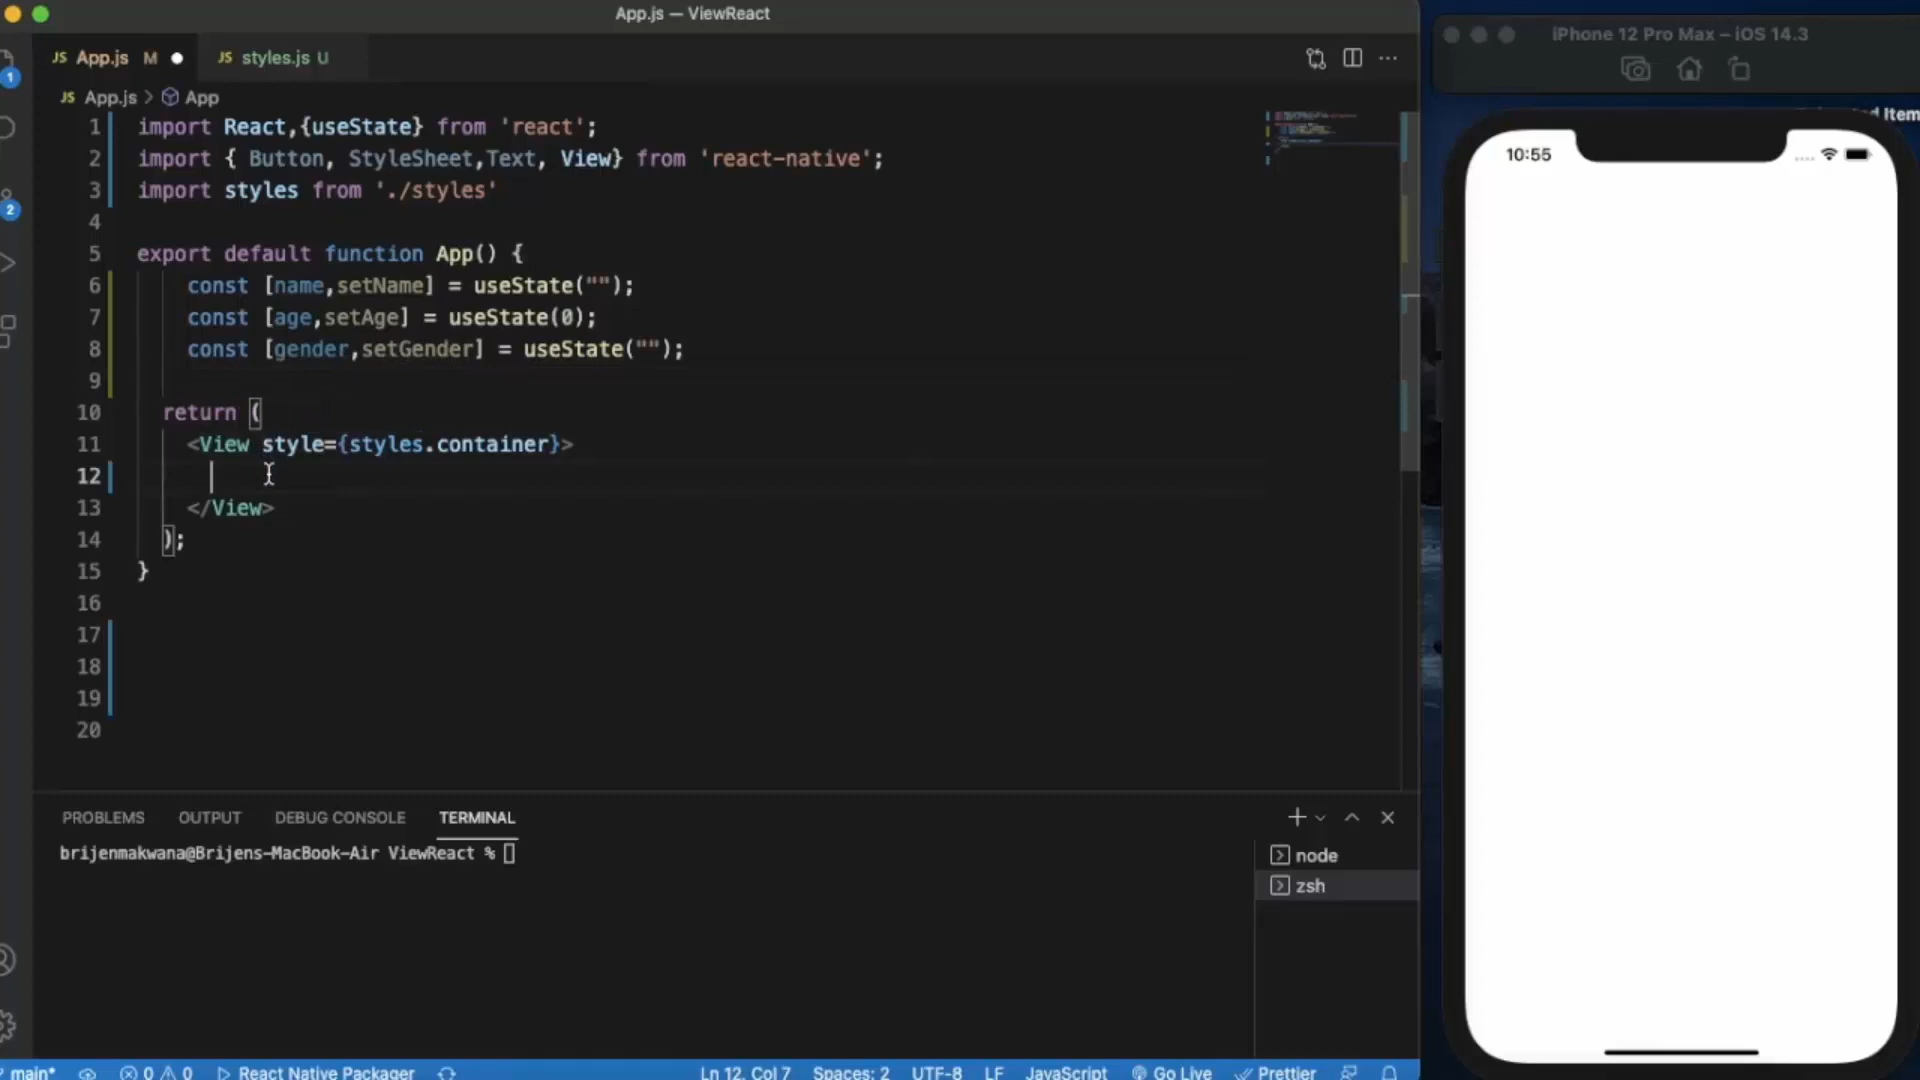 App.js — ViewReact
JS App.js M
JS styles.js U
JS App.js > App
1 import React,{useState} from 'react';
2 import { Button, StyleSheet,Text, View} from 'react-native';
3 import styles from './styles'
4
5 export default function App() {
6 const [name,setName] = useState("");
7 const [age,setAge] = useState(0);
8 const [gender,setGender] = useState("");
9
10 return (
11 <View style={styles.container}>
12
13 </View>
14 );
15 }
16
17
18
19
20
1
2
PROBLEMS OUTPUT DEBUG CONSOLE TERMINAL
brijenmakwana@Brijens-MacBook-Air ViewReact %
node
zsh
main* 0 0 React Native Packager Ln 12, Col 7 Spaces: 2 UTF-8 LF JavaScript Go Live Prettier
iPhone 12 Pro Max – iOS 14.3
Item
10:55